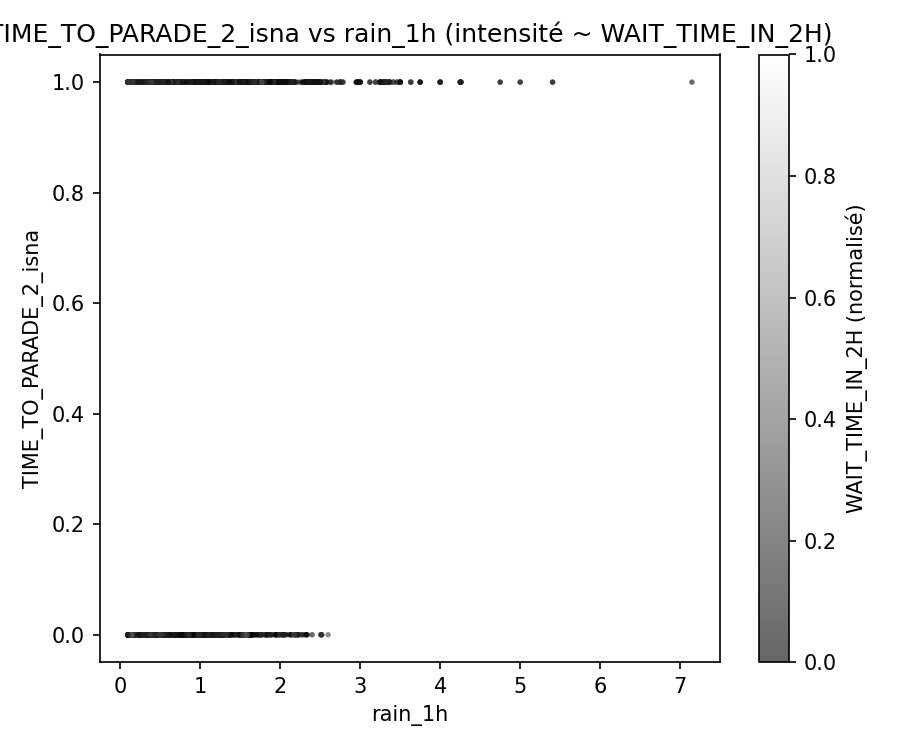 TIME_TO_PARADE_2_isna vs rain_1h (intensité ~ WAIT_TIME_IN_2H)
1.0
0.8
0.6
0.4
0.2
0.0
TIME_TO_PARADE_2_isna
0 1 2 3 4 5 6 7
rain_1h
1.0
0.8
0.6
0.4
0.2
0.0
WAIT_TIME_IN_2H (normalisé)